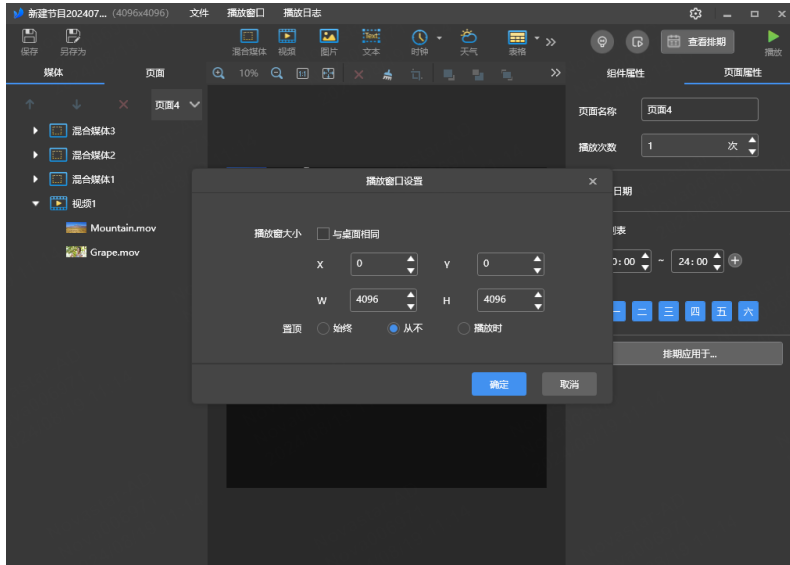 新建节目202407... (4096x4096) 文件 播放窗口 播放日志
保存 另存为 混合媒体 视频 图片 Text 文本 时钟 天气 表格 查看排期 播放
媒体 页面 10% 1:1 组件属性 页面属性
页面4
页面名称 页面4
混合媒体3
播放次数 1 次
混合媒体2
混合媒体1
播放窗口设置
日期
视频1
Mountain.mov
播放窗大小 与桌面相同
Grape.mov
X 0 Y 0
24:00
~
W 4096 H 4096
二 三 四 五 六
置顶 始终 从不 播放时
排期应用于...
确定 取消